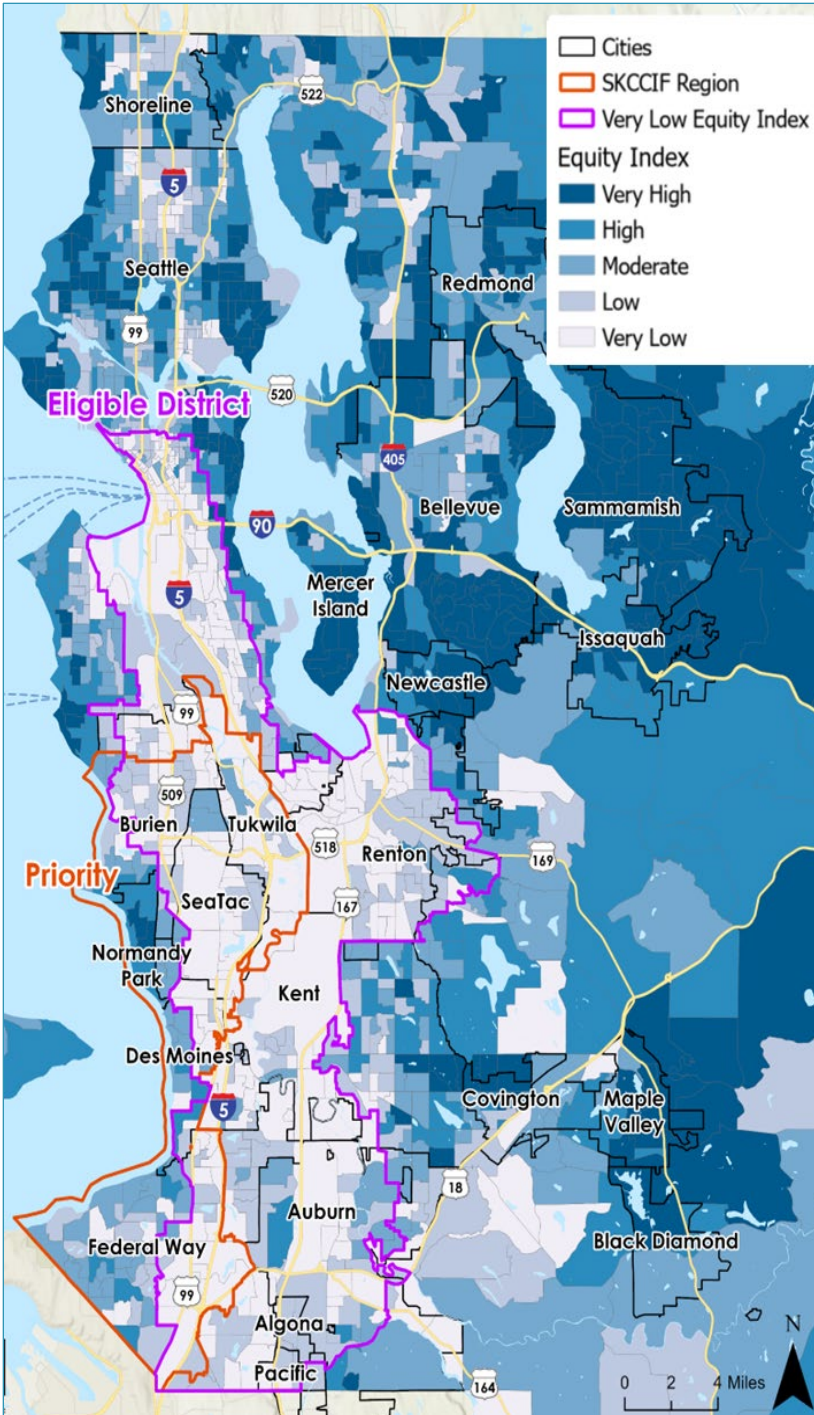 Cities
SKCCIF Region
Very Low Equity Index
Equity Index
Very High
High
Moderate
Low
Very Low
522
Shoreline
5
Seattle
Redmond
99
520
Eligible District
405
Bellevue
Sammamish
90
5
Mercer
Island
Issaquah
Newcastle
99
509
Burien
Tukwila
518
Renton
169
Priority
SeaTac
167
Normandy
Park
Kent
Des Moines
5
Covington
Maple
Valley
18
Auburn
Federal Way
Black Diamond
99
Algona
Pacific
164
N
0 2 4 Miles